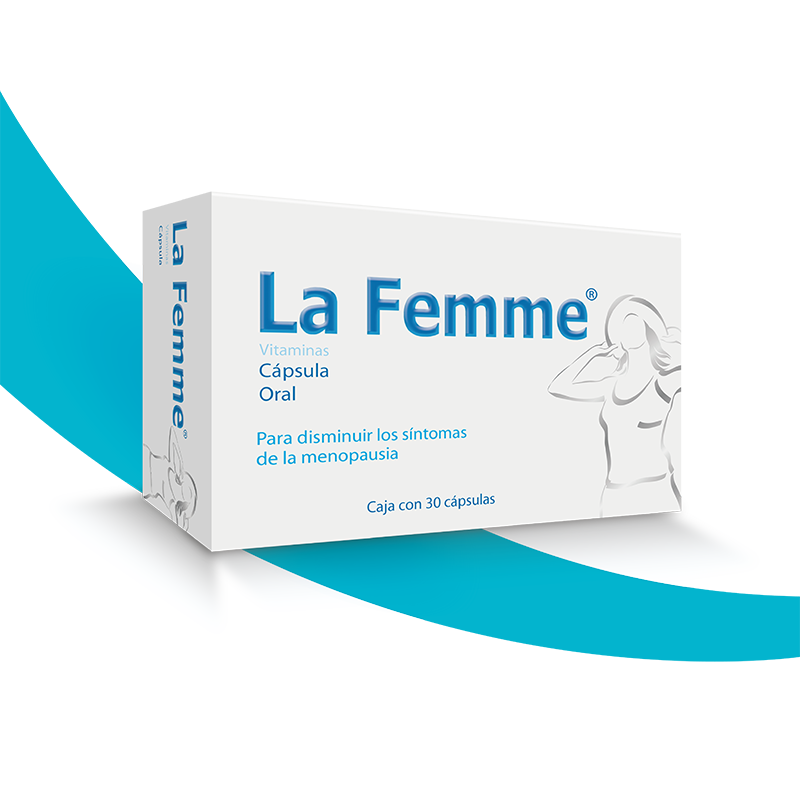 La Femme®
Vitaminas
Cápsula
La Femme®
Vitaminas
Cápsula
Oral
Para disminuir los síntomas
de la menopausia
Caja con 30 cápsulas